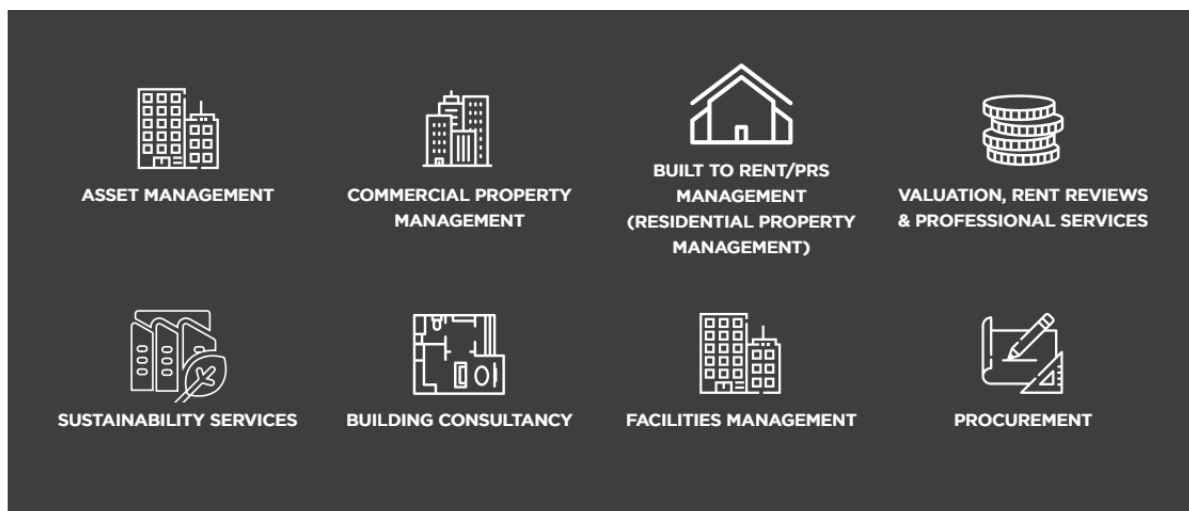 ASSET MANAGEMENT
COMMERCIAL PROPERTY
MANAGEMENT
BUILT TO RENT/PRS
MANAGEMENT
(RESIDENTIAL PROPERTY
MANAGEMENT)
VALUATION, RENT REVIEWS
& PROFESSIONAL SERVICES
SUSTAINABILITY SERVICES
BUILDING CONSULTANCY
FACILITIES MANAGEMENT
PROCUREMENT